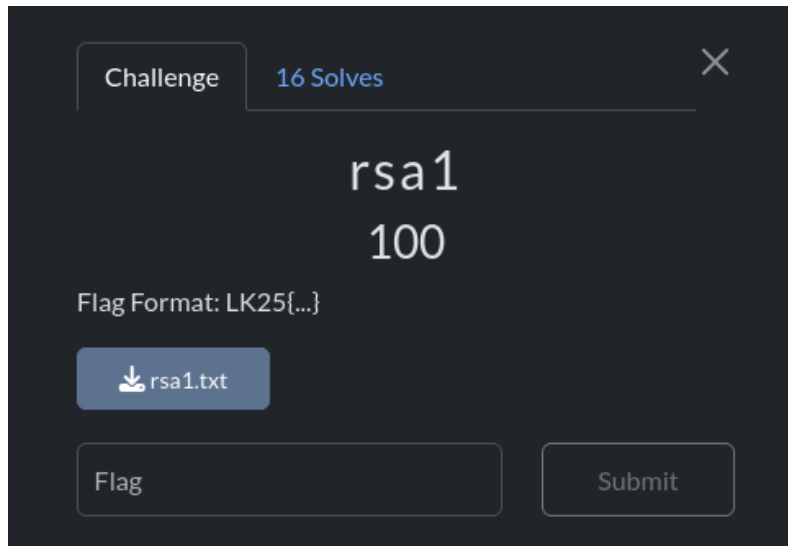 Challenge
16 Solves
rsa1
100
Flag Format: LK25{...}
rsa1.txt
Flag
Submit